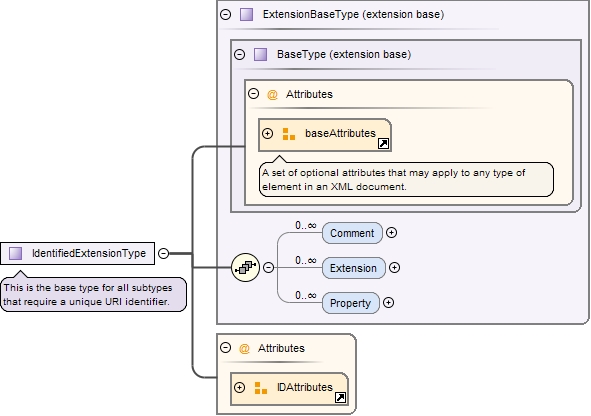 ExtensionBaseType (extension base)
BaseType (extension base)
@ Attributes
baseAttributes
A set of optional attributes that may apply to any type of
element in an XML document.
0..∞
Comment
IdentifiedExtensionType
This is the base type for all subtypes
that require a unique URI identifier.
0..∞
Extension
0..∞
Property
@ Attributes
IDAttributes